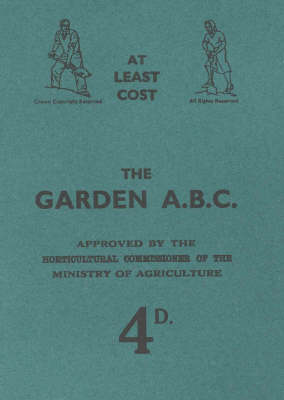 AT
LEAST
COST
Crown Copyright Reserved
All Rights Reserved
THE
GARDEN A.B.C.
APPROVED BY THE
HORTICULTURAL COMMISSIONER OF THE
MINISTRY OF AGRICULTURE
4D.